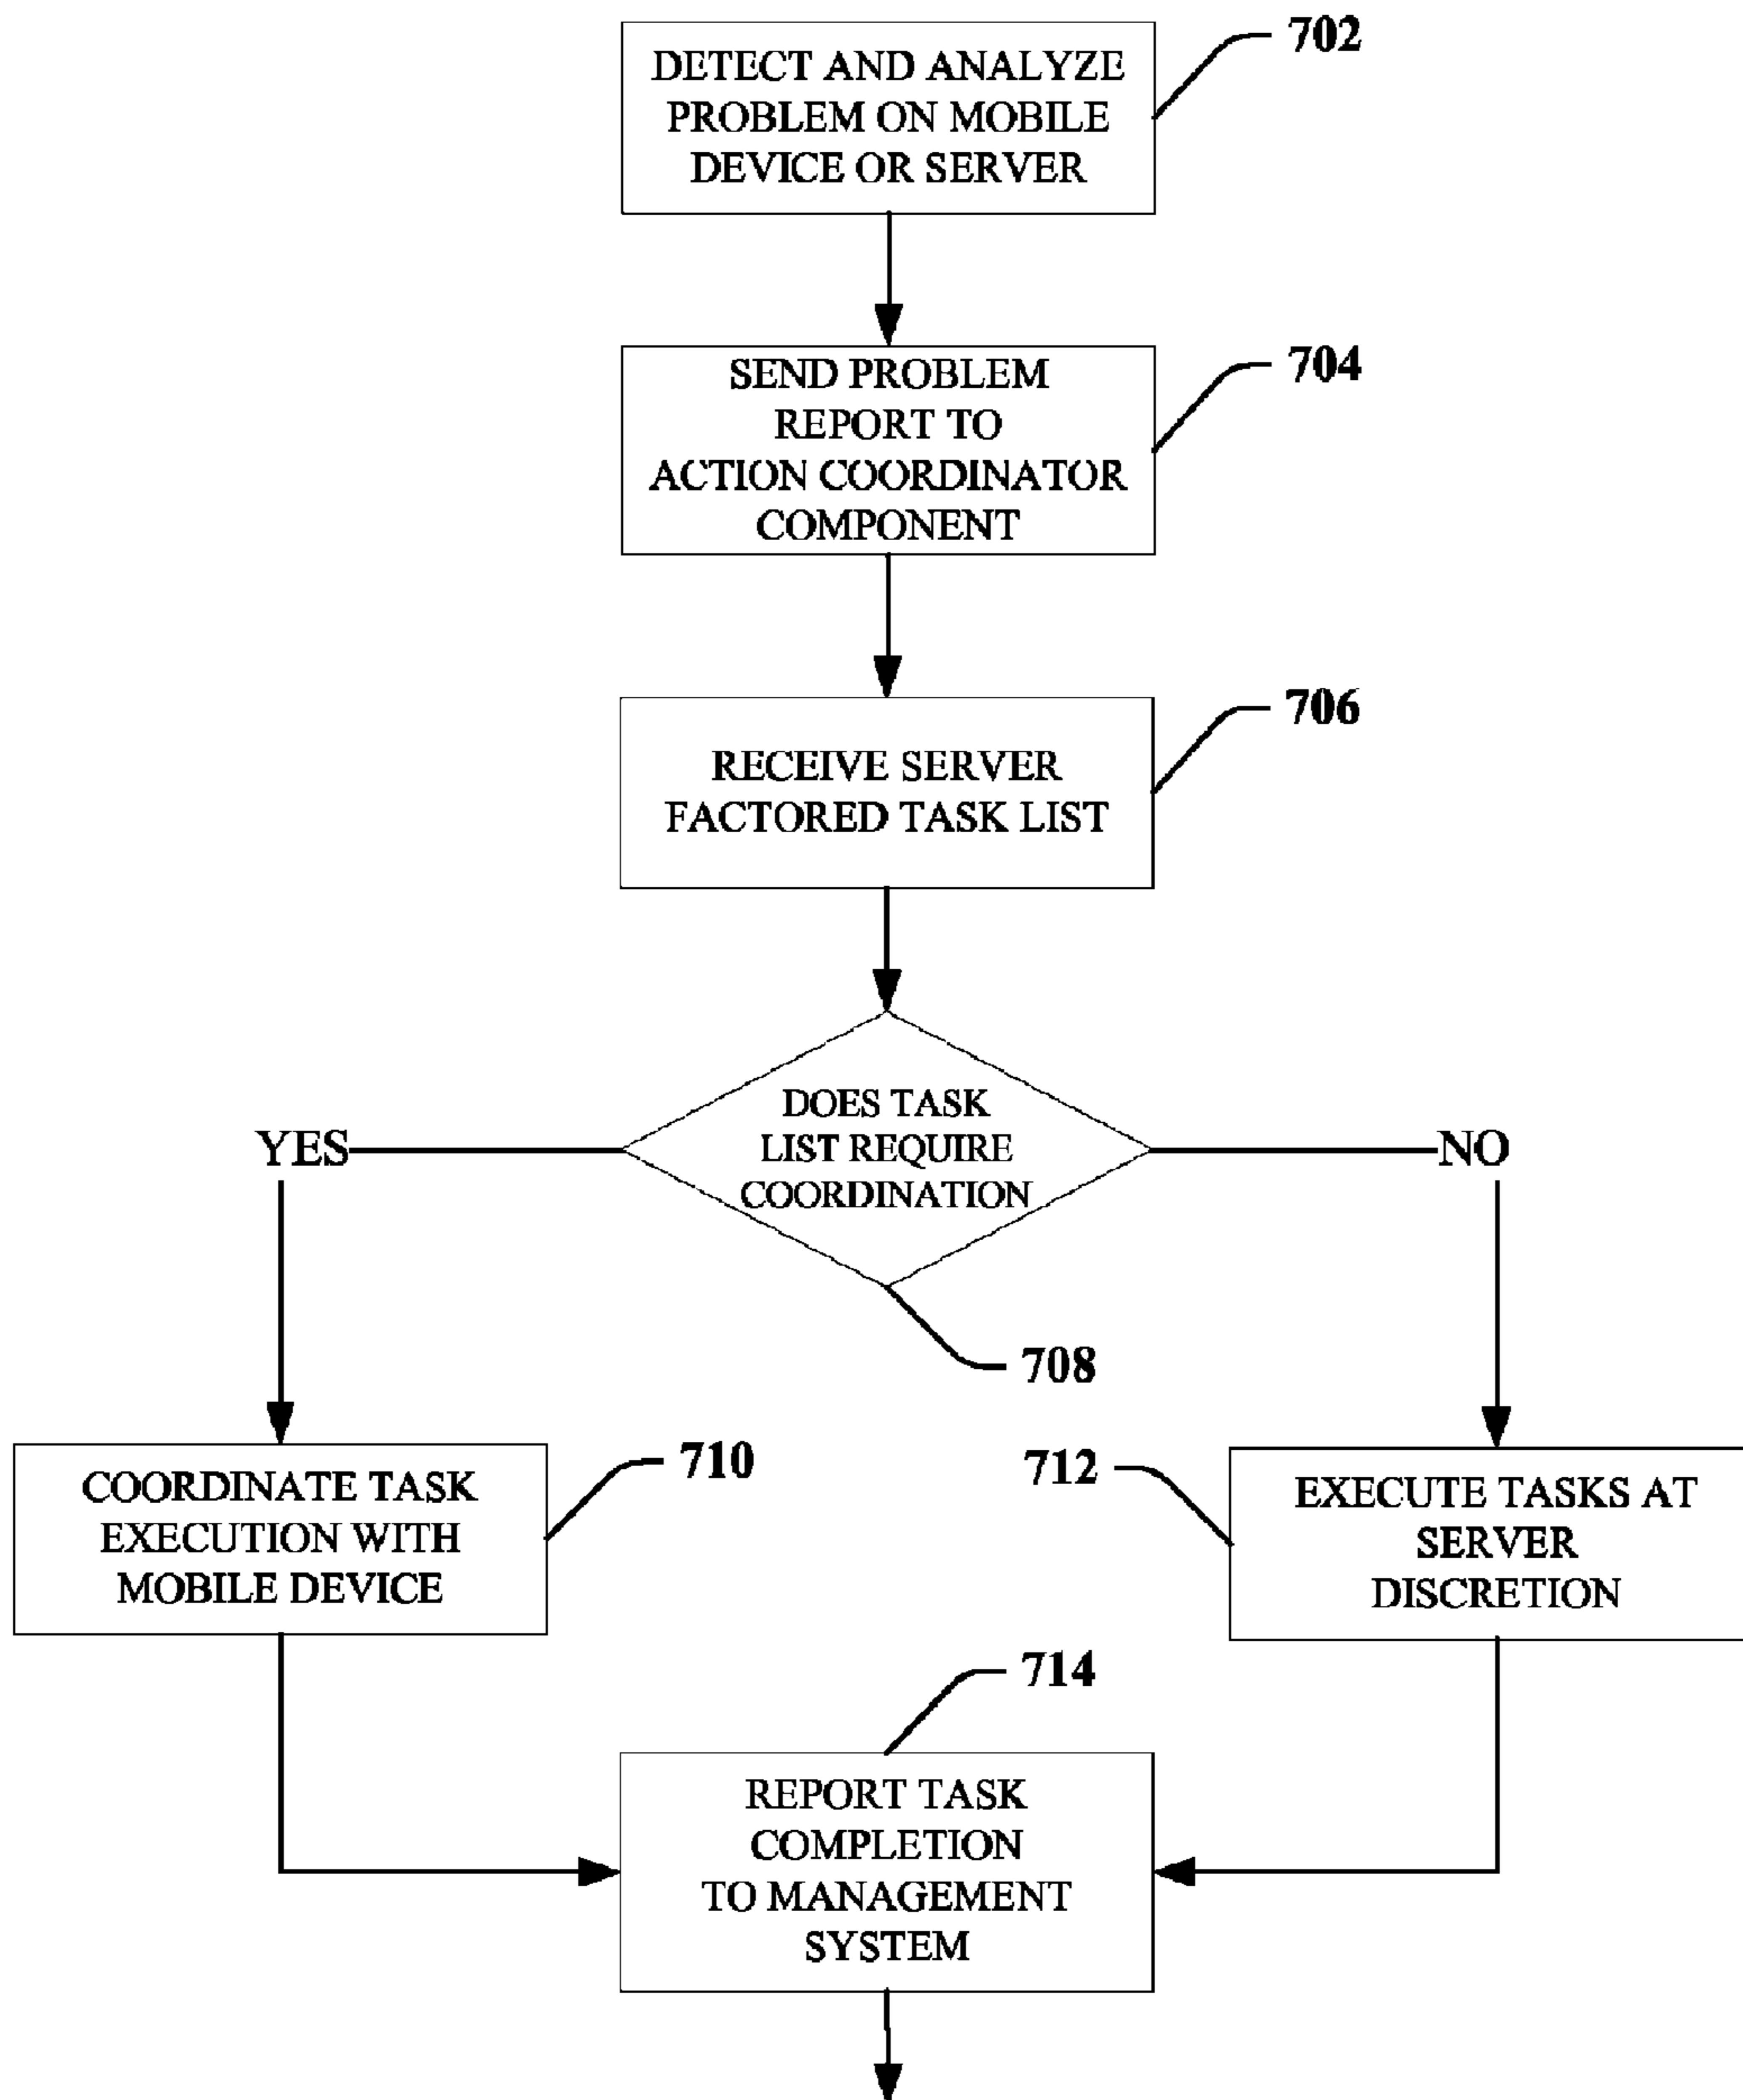 702
DETECT AND ANALYZE
PROBLEM ON MOBILE
DEVICE OR SERVER
704
SEND PROBLEM
REPORT TO
ACTION COORDINATOR
COMPONENT
706
RECEIVE SERVER
FACTORED TASK LIST
DOES TASK
LIST REQUIRE
COORDINATION
YES
NO
708
710
COORDINATE TASK
EXECUTION WITH
MOBILE DEVICE
712
EXECUTE TASKS AT
SERVER
DISCRETION
714
REPORT TASK
COMPLETION
TO MANAGEMENT
SYSTEM